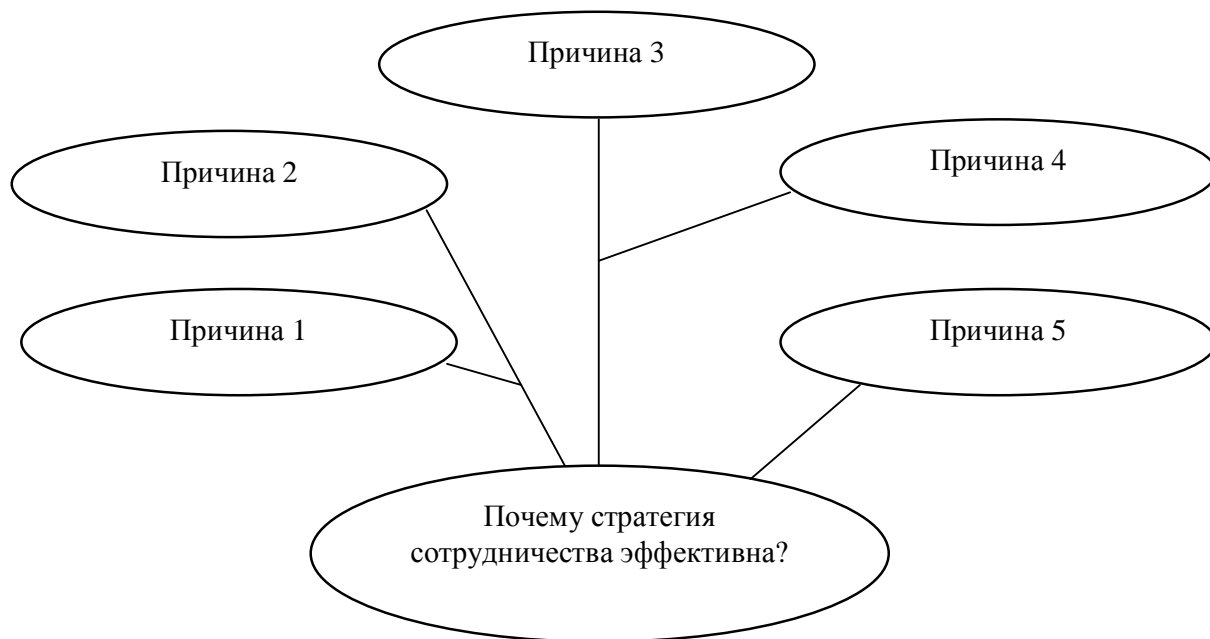 Причина 3
Причина 2
Причина 4
Причина 1
Причина 5
Почему стратегия
сотрудничества эффективна?